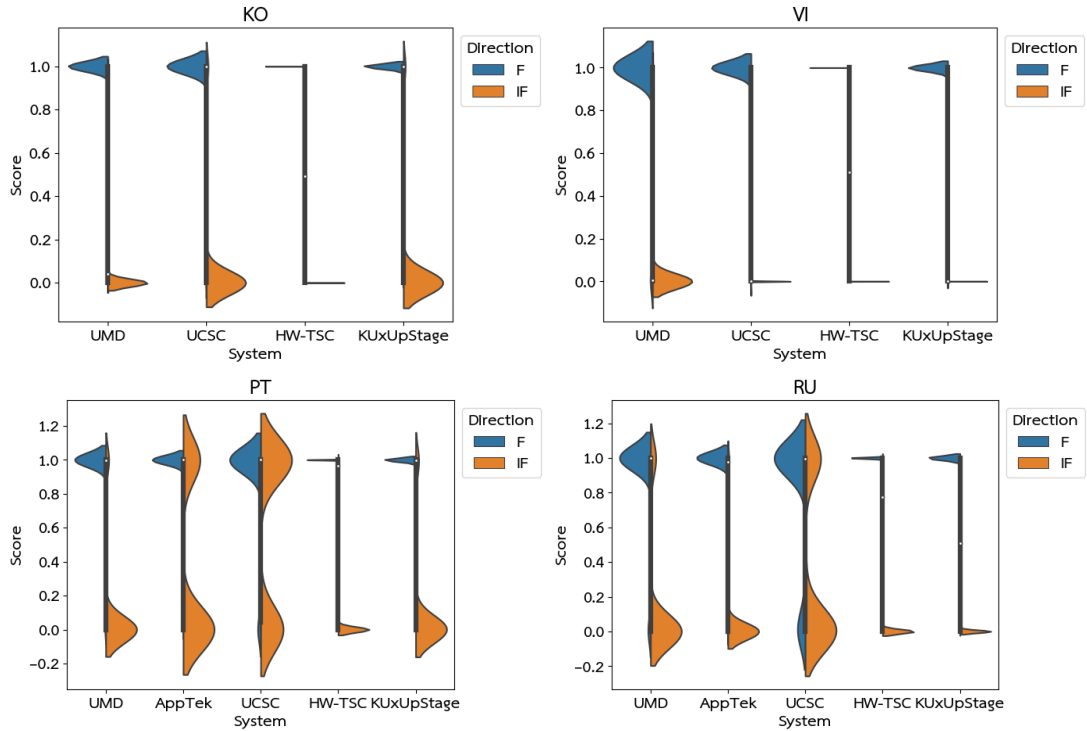 KO
Direction
F
IF
1.0
0.8
0.6
0.4
0.2
0.0
Score
UMD UCSC HW-TSC KUxUpStage
System
VI
Direction
F
IF
1.0
0.8
0.6
0.4
0.2
0.0
Score
UMD UCSC HW-TSC KUxUpStage
System
PT
Direction
F
IF
1.2
1.0
0.8
0.6
0.4
0.2
0.0
−0.2
Score
UMD AppTek UCSC HW-TSC KUxUpStage
System
RU
Direction
F
IF
1.2
1.0
0.8
0.6
0.4
0.2
0.0
−0.2
Score
UMD AppTek UCSC HW-TSC KUxUpStage
System